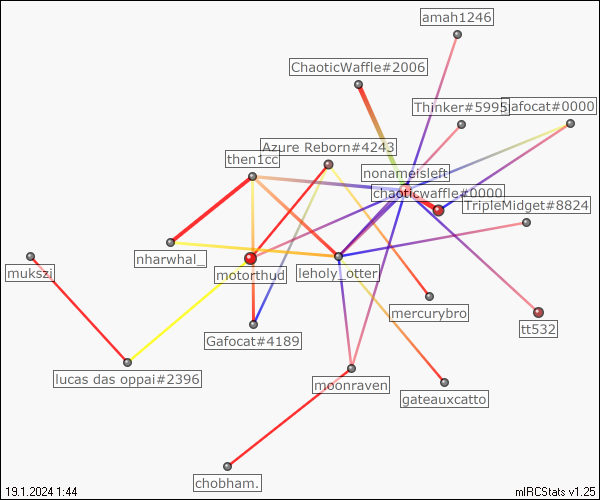 amah1246
ChaoticWaffle#2006
Thinker#5995
Gafocat#0000
Azure Reborn#4243
then1cc
nonameisleft
chaoticwaffle#0000
TripleMidget#8824
nharwhal_
mukszi
motorthud
leholy_otter
mercurybro
tt532
Gafocat#4189
lucas das oppai#2396
moonraven
gateauxcatto
chobham.
19.1.2024 1:44
mIRCStats v1.25